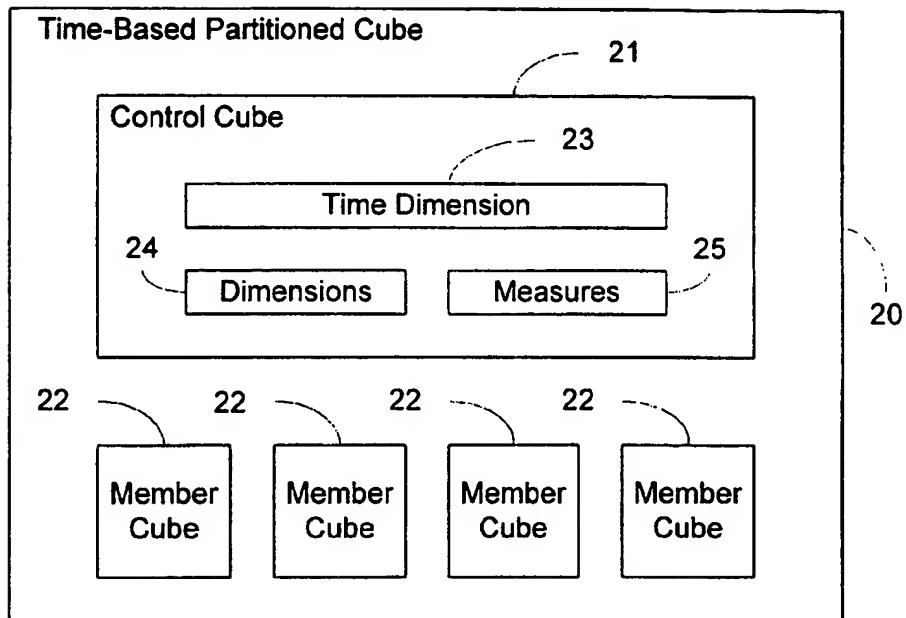 Time-Based Partitioned Cube
21
Control Cube
23
Time Dimension
24
25
Dimensions
Measures
20
22 22 22 22
Member Member Member Member
Cube Cube Cube Cube